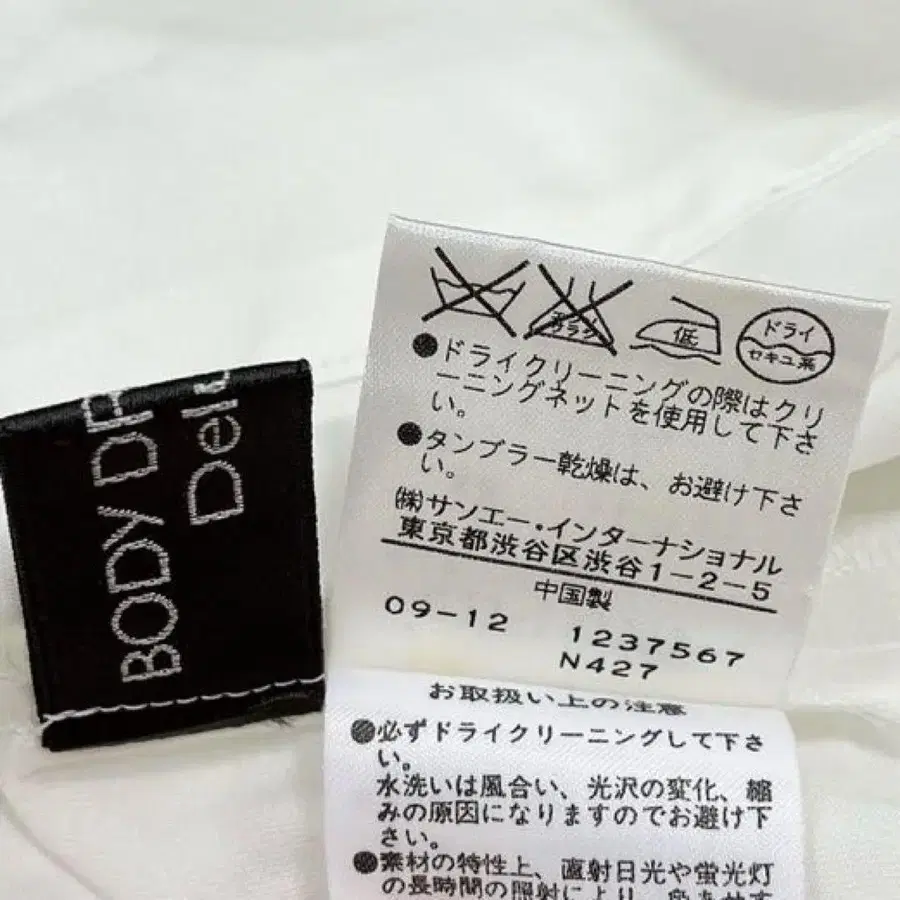 BODY DR
Delu
エンソ
サラシ
低
ドライ
セキユ系
●ドライクリーニングの際はクリ
ーニングネットを使用して下さ
い。
●タンブラー乾燥は、お避け下さ
い。
㈱サンエー・インターナショナル
東京都渋谷区渋谷1-2-5
中国製
09-12 1237567
N427
お取扱い上の注意
●必ずドライクリーニングして下さ
い。
水洗いは風合い、光沢の変化、縮
みの原因になりますのでお避け下
さい。
●素材の特性上、直射日光や蛍光灯
の長時間の照射により、